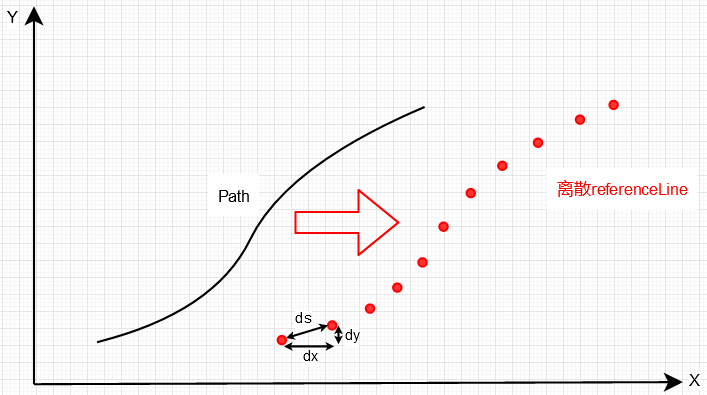 Y
Path
离散referenceLine
ds
dy
dx
X